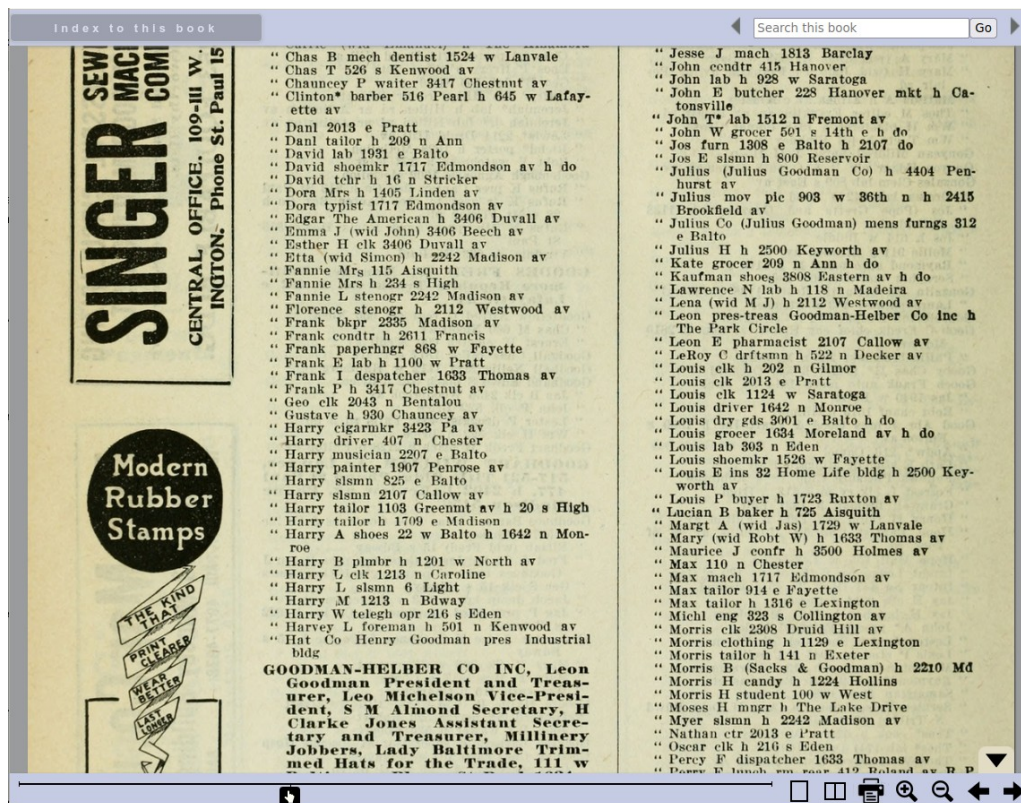 Index to this book
Search this book
Go
SINGER
SEW
MACH
COMP
CENTRAL OFFICE. 109-111 W.
INGTON. Phone St. Paul 15
Modern
Rubber
Stamps
THE KIND
THAT
PRINT
CLEARER
WEAR
BETTER
LAST
LONGER
" Chas B mech dentist 1524 w Lanvale
" Chas T 526 s Kenwood av
" Chauncey P waiter 3417 Chestnut av
" Clinton* barber 516 Pearl h 645 w Lafay-
ette av
" Danl 2013 e Pratt
" Danl tailor h 209 n Ann
" David lab 1931 e Balto
" David shoemkr 1717 Edmondson av h do
" David tchr h 16 n Stricker
" Dora Mrs h 1405 Linden av
" Dora typist 1717 Edmondson av
" Edgar The American h 3406 Duvall av
" Emma J (wid John) 3406 Beech av
" Esther H clk 3406 Duvall av
" Etta (wid Simon) h 2242 Madison av
" Fannie Mrs 115 Aisquith
" Fannie Mrs h 234 s High
" Fannie L stenogr 2242 Madison av
" Florence stenogr h 2112 Westwood av
" Frank bkpr 2335 Madison av
" Frank condtr h 2611 Francis
" Frank paperhngr 868 w Fayette
" Frank E lab h 1100 w Pratt
" Frank I despatcher 1633 Thomas av
" Frank P h 3417 Chestnut av
" Geo clk 2043 n Bentalou
" Gustave h 930 Chauncey av
" Harry cigarmkr 3423 Pa av
" Harry driver 407 n Chester
" Harry musician 2207 e Balto
" Harry painter 1907 Penrose av
" Harry slsmn 825 e Balto
" Harry slsmn 2107 Callow av
" Harry tailor 1103 Greenmt av h 20 s High
" Harry tailor h 1709 e Madison
" Harry A shoes 22 w Balto h 1642 n Mon-
roe
" Harry B plmbr h 1201 w North av
" Harry L clk 1213 n Caroline
" Harry L slsmn 6 Light
" Harry M 1213 n Bdway
" Harry W telegh opr 216 s Eden
" Harvey L foreman h 501 n Kenwood av
" Hat Co Henry Goodman pres Industrial
bldg
GOODMAN-HELBER CO INC, Leon
Goodman President and Treas-
urer, Leo Michelson Vice-Presi-
dent, S M Almond Secretary, H
Clarke Jones Assistant Secre-
tary and Treasurer, Millinery
Jobbers, Lady Baltimore Trim-
med Hats for the Trade, 111 w
" Jesse J mach 1813 Barclay
" John condtr 415 Hanover
" John lab h 928 w Saratoga
" John E butcher 228 Hanover mkt h Ca-
tonsville
" John T* lab 1512 n Fremont av
" John W grocer 501 s 14th e h do
" Jos furn 1308 e Balto h 2107 do
" Jos E slsmn h 800 Reservoir
" Julius (Julius Goodman Co) h 4404 Pen-
hurst av
" Julius mov pic 903 w 36th n h 2415
Brookfield av
" Julius Co (Julius Goodman) mens furngs 312
e Balto
" Julius H h 2500 Keyworth av
" Kate grocer 209 n Ann h do
" Kaufman shoes 3808 Eastern av h do
" Lawrence N lab h 118 n Madeira
" Lena (wid M J) h 2112 Westwood av
" Leon pres-treas Goodman-Helber Co inc h
The Park Circle
" Leon E pharmacist 2107 Callow av
" LeRoy C drftsmn h 522 n Decker av
" Louis clk h 202 n Gilmor
" Louis clk 2013 e Pratt
" Louis clk 1124 w Saratoga
" Louis driver 1642 n Monroe
" Louis dry gds 3001 e Balto h do
" Louis grocer 1634 Moreland av h do
" Louis lab 303 n Eden
" Louis shoemkr 1526 w Fayette
" Louis E ins 32 Home Life bldg h 2500 Key-
worth av
" Louis P buyer h 1723 Ruxton av
" Lucian B baker h 725 Aisquith
" Margt A (wid Jas) 1729 w Lanvale
" Mary (wid Robt W) h 1633 Thomas av
" Maurice J confr h 3500 Holmes av
" Max 110 n Chester
" Max mach 1717 Edmondson av
" Max tailor 914 e Fayette
" Max tailor h 1316 e Lexington
" Michl eng 323 s Collington av
" Morris clk 2308 Druid Hill av
" Morris clothing h 1129 e Lexington
" Morris tailor h 141 n Exeter
" Morris B (Sacks & Goodman) h 2210 Md
" Morris H candy h 1224 Hollins
" Morris H student 100 w West
" Moses H mngr h The Lake Drive
" Myer slsmn h 2242 Madison av
" Nathan ctr 2013 e Pratt
" Oscar clk h 216 s Eden
" Percy F dispatcher h 1633 Thomas av